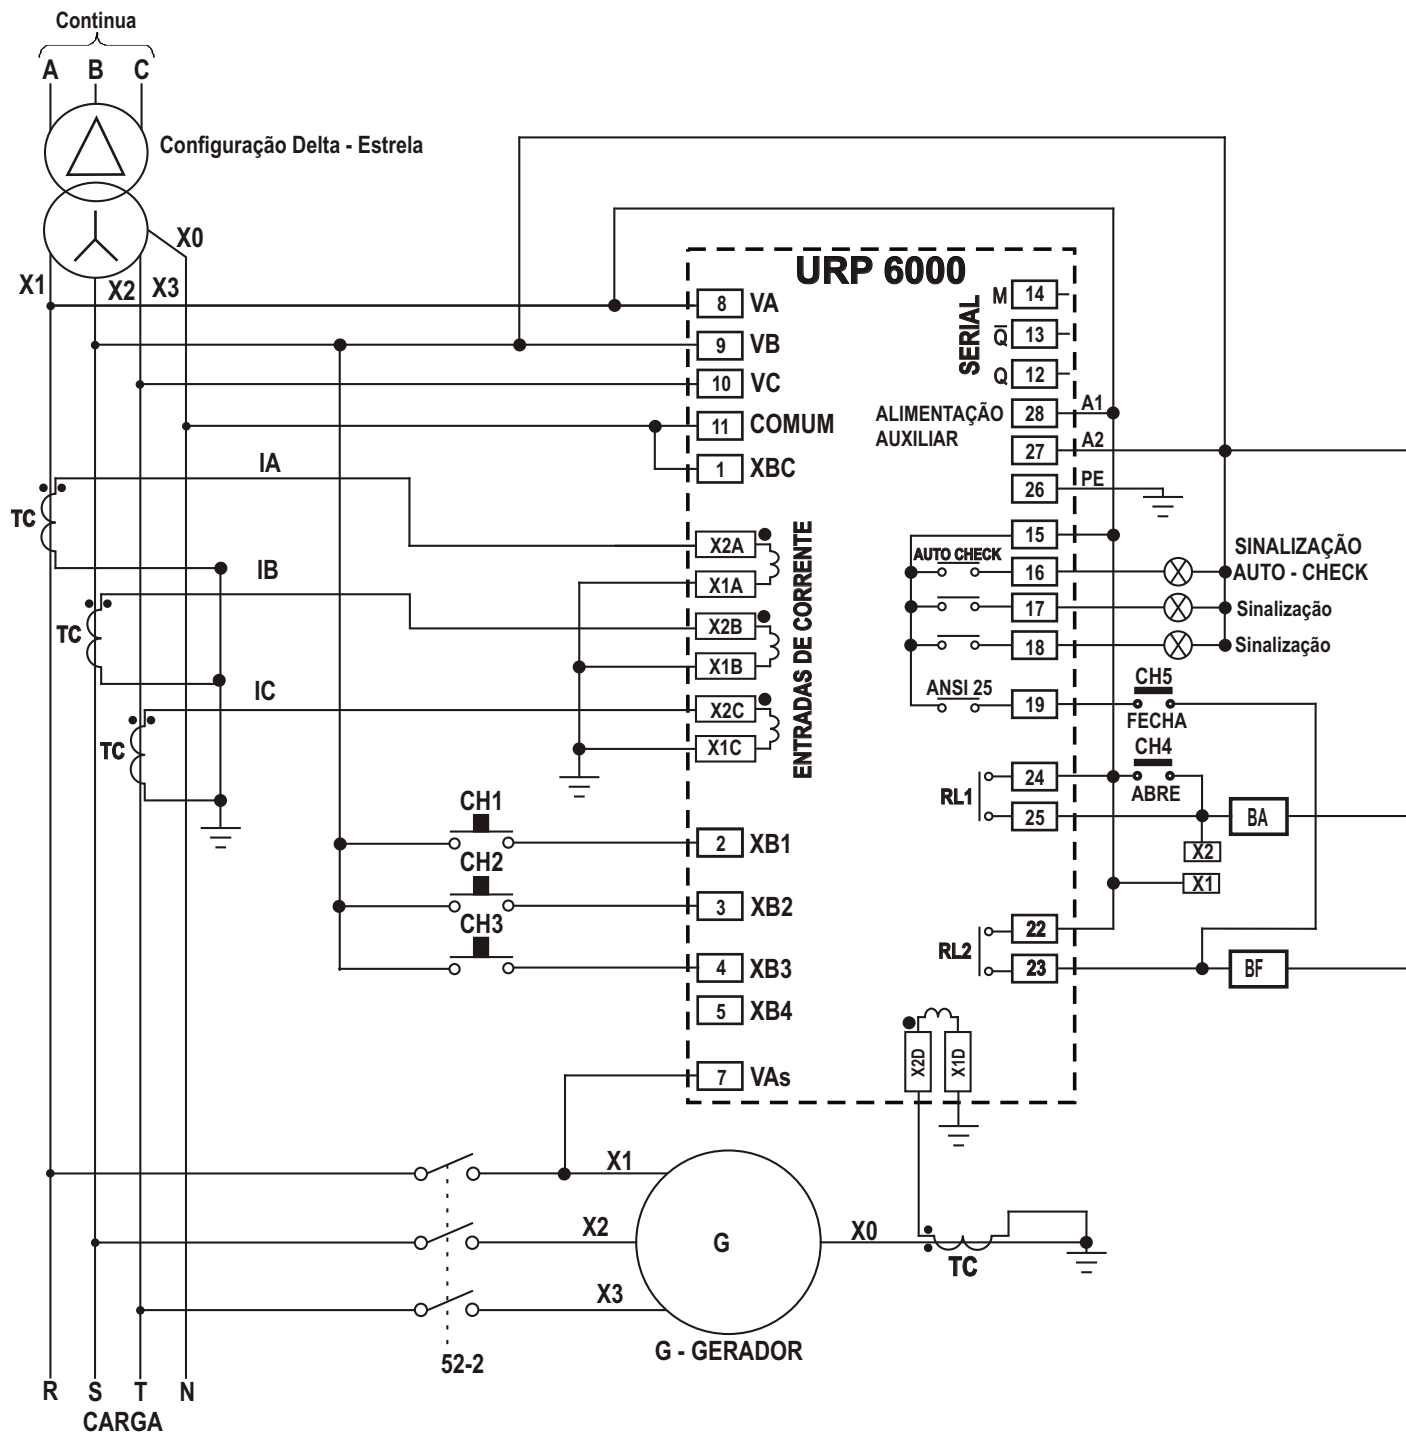 Continua
A B C
Configuração Delta - Estrela
X0
X1 X2 X3
URP 6000
8 VA
9 VB
10 VC
11 COMUM
1 XBC
SERIAL
M 14
Q̅ 13
Q 12
ALIMENTAÇÃO
AUXILIAR
28 A1
27 A2
26 PE
IA
TC
IB
TC
IC
TC
X2A
X1A
X2B
X1B
X2C
X1C
ENTRADAS DE CORRENTE
15
AUTO CHECK 16
17
18
ANSI 25 19
SINALIZAÇÃO
AUTO - CHECK
Sinalização
Sinalização
CH5
FECHA
CH4
ABRE
RL1 24
25
BA
X2
X1
CH1
2 XB1
CH2
3 XB2
CH3
4 XB3
5 XB4
7 VAs
RL2 22
23
BF
X2D X1D
X1
X2
X3
G
X0
TC
G - GERADOR
52-2
R S T N
CARGA